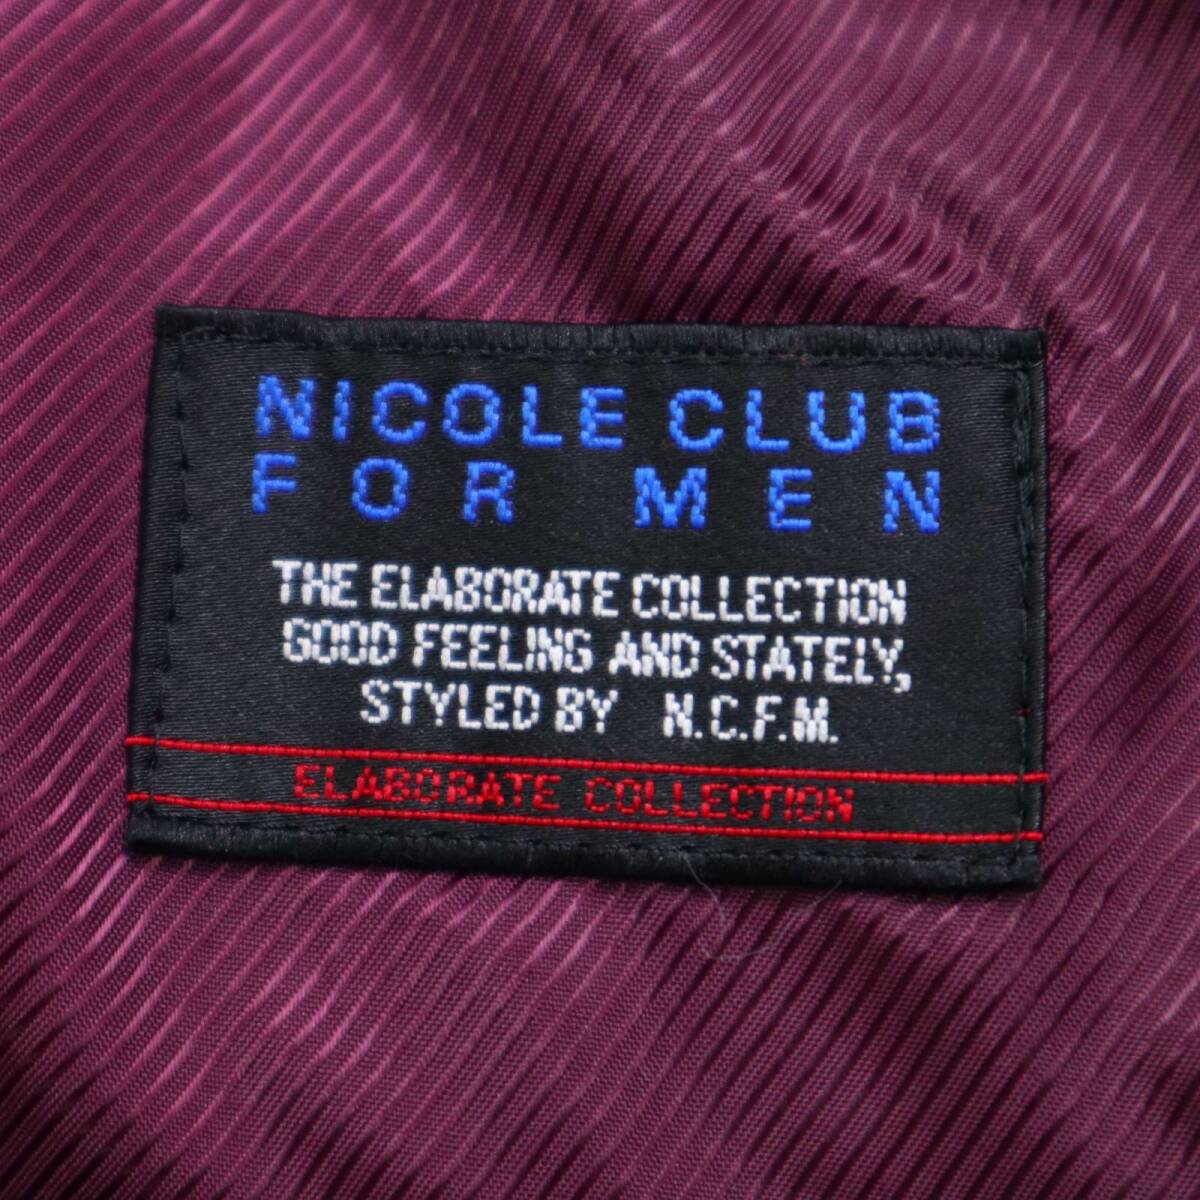 NICOLE CLUB
FOR MEN
THE ELABORATE COLLECTION
GOOD FEELING AND STATELY,
STYLED BY N.C.F.M.
ELABORATE COLLECTION